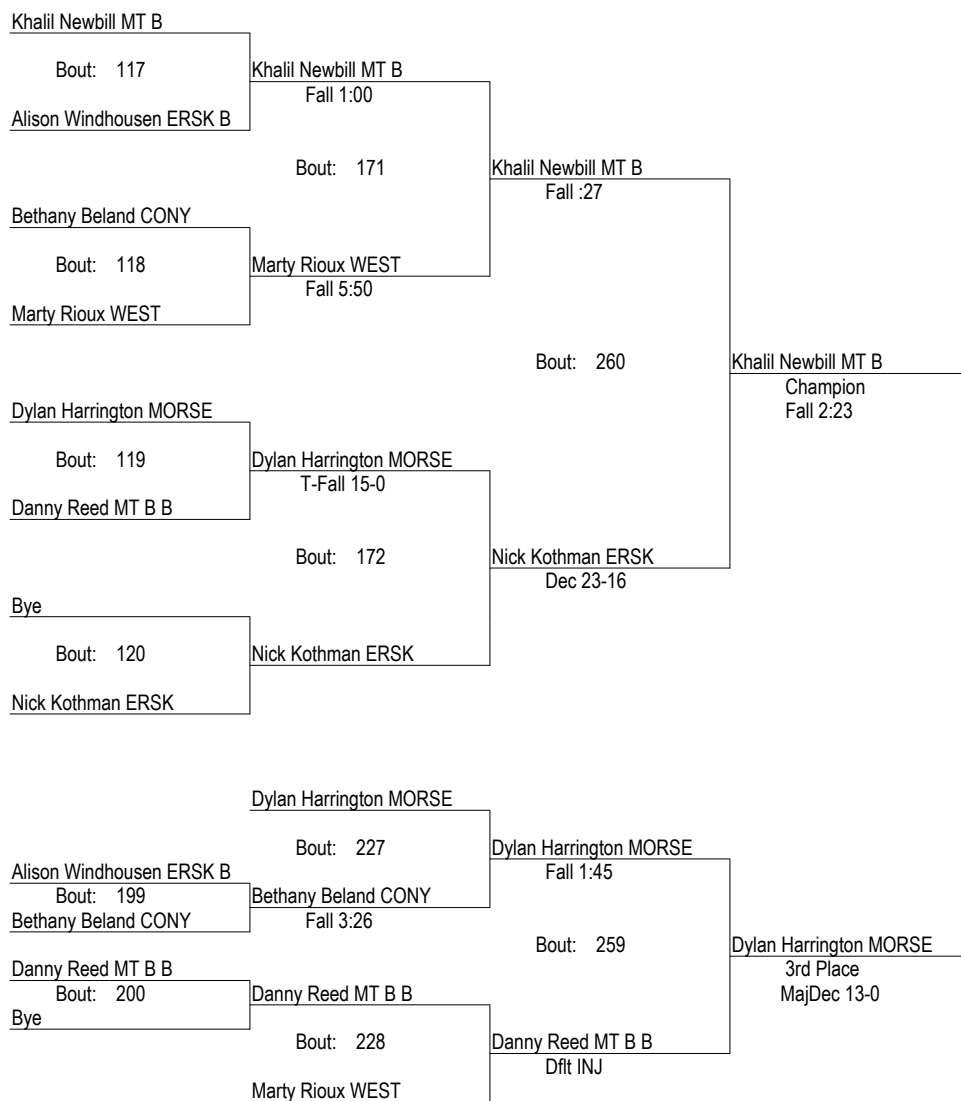 Khalil Newbill MT B
Bout: 117
Khalil Newbill MT B
Fall 1:00
Alison Windhousen ERSK B
Bout: 171
Khalil Newbill MT B
Fall :27
Bethany Beland CONY
Bout: 118
Marty Rioux WEST
Fall 5:50
Marty Rioux WEST
Bout: 260
Khalil Newbill MT B
Champion
Fall 2:23
Dylan Harrington MORSE
Bout: 119
Dylan Harrington MORSE
T-Fall 15-0
Danny Reed MT B B
Bout: 172
Nick Kothman ERSK
Dec 23-16
Bye
Bout: 120
Nick Kothman ERSK
Nick Kothman ERSK
Dylan Harrington MORSE
Bout: 227
Dylan Harrington MORSE
Fall 1:45
Alison Windhousen ERSK B
Bout: 199
Bethany Beland CONY
Fall 3:26
Bethany Beland CONY
Bout: 259
Dylan Harrington MORSE
3rd Place
MajDec 13-0
Danny Reed MT B B
Bout: 200
Danny Reed MT B B
Bye
Bout: 228
Danny Reed MT B B
Dflt INJ
Marty Rioux WEST